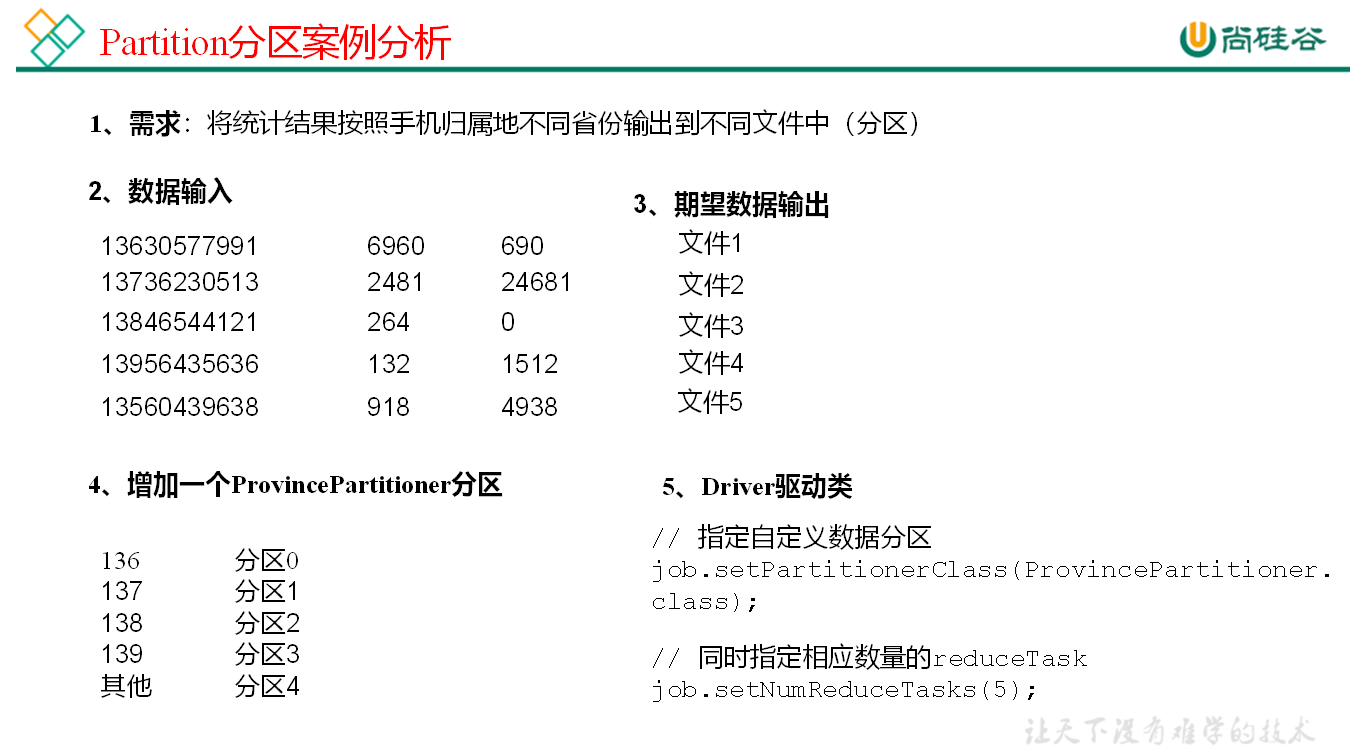 Partition分区案例分析
尚硅谷
1、需求：将统计结果按照手机归属地不同省份输出到不同文件中（分区）
2、数据输入
13630577991 6960 690
13736230513 2481 24681
13846544121 264 0
13956435636 132 1512
13560439638 918 4938
3、期望数据输出
文件1
文件2
文件3
文件4
文件5
4、增加一个ProvincePartitioner分区
136 分区0
137 分区1
138 分区2
139 分区3
其他 分区4
5、Driver驱动类
// 指定自定义数据分区
job.setPartitionerClass(ProvincePartitioner.
class);
// 同时指定相应数量的reduceTask
job.setNumReduceTasks(5);
让天下没有难学的技术